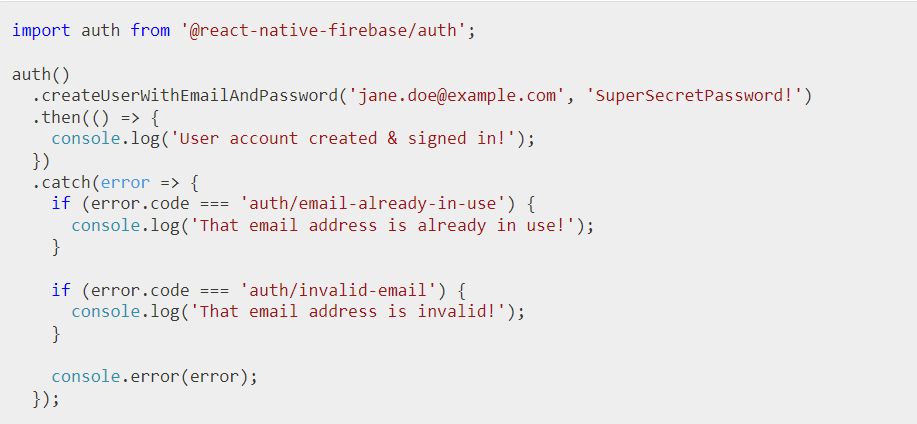 import auth from '@react-native-firebase/auth';

auth()
  .createUserWithEmailAndPassword('jane.doe@example.com', 'SuperSecretPassword!')
  .then(() => {
    console.log('User account created & signed in!');
  })
  .catch(error => {
    if (error.code === 'auth/email-already-in-use') {
      console.log('That email address is already in use!');
    }

    if (error.code === 'auth/invalid-email') {
      console.log('That email address is invalid!');
    }

    console.error(error);
  });